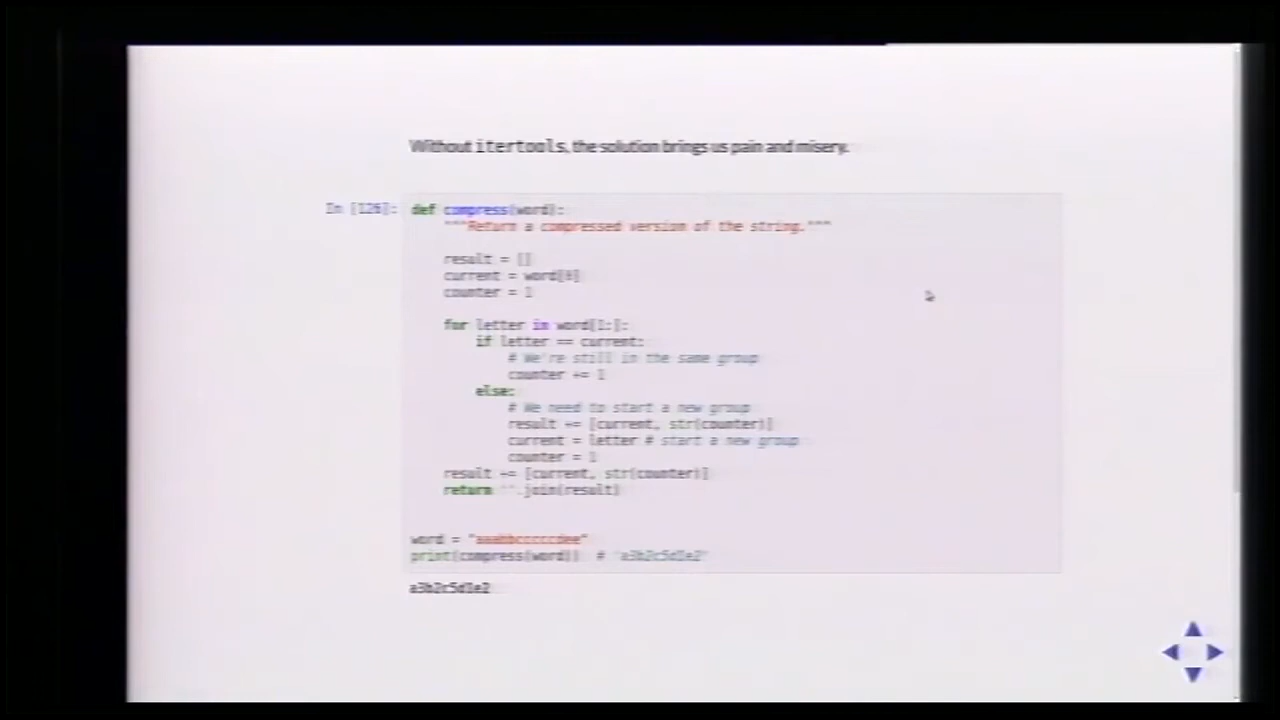 Without itertools, the solution brings us pain and misery.
In [126]:
def compress(word):
"""Return a compressed version of the string."""
result = []
current = word[0]
counter = 1
for letter in word[1:]:
if letter == current:
# We're still in the same group
counter += 1
else:
# We need to start a new group
result += [current, str(counter)]
current = letter # start a new group
counter = 1
result += [current, str(counter)]
return ''.join(result)
word = "aaabbcccccdee"
print(compress(word))  # 'a3b2c5d1e2'
a3b2c5d1e2